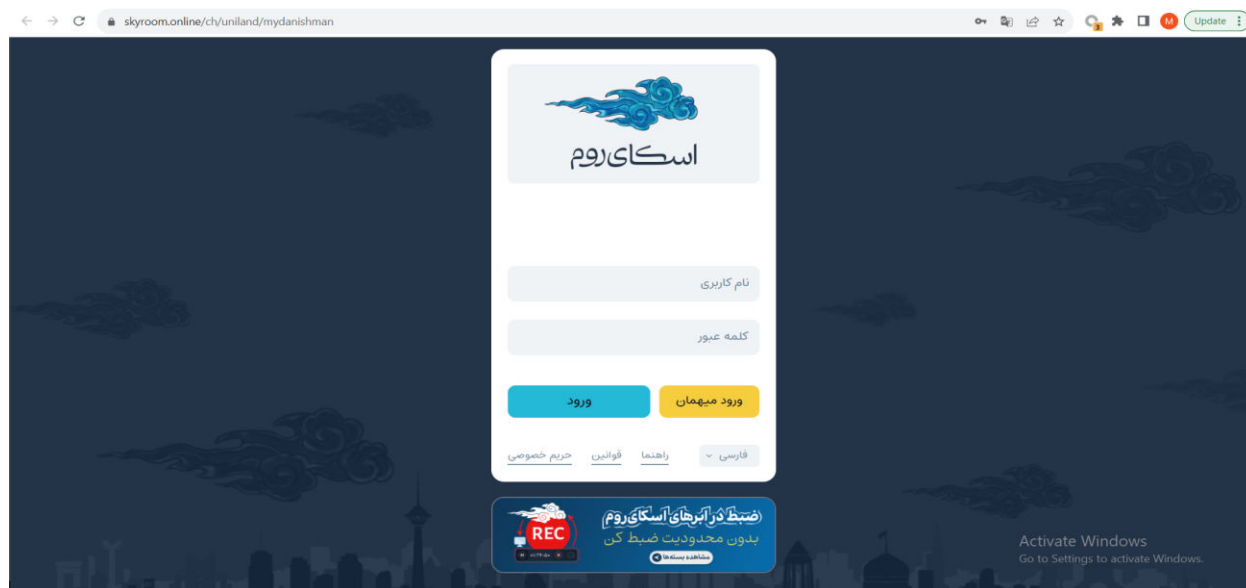 skyroom.online/ch/uniland/mydanishman
M
Update
اسکای‌روم
نام کاربری
کلمه عبور
ورود میهمان
ورود
فارسی
راهنما
قوانین
حریم خصوصی
ضبط در ابرهای اسکای‌روم
بدون محدودیت ضبط کن
مشاهده بسته‌ها
REC
Activate Windows
Go to Settings to activate Windows.